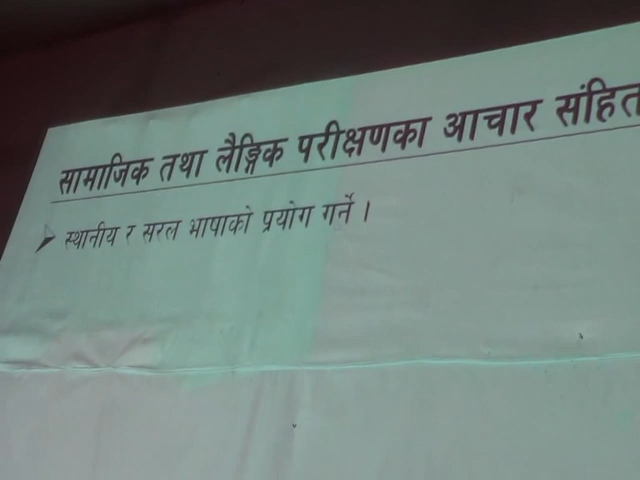 सामाजिक तथा लैङ्गिक परीक्षणका आचार संहित
स्थानीय र सरल भाषाको प्रयोग गर्ने ।